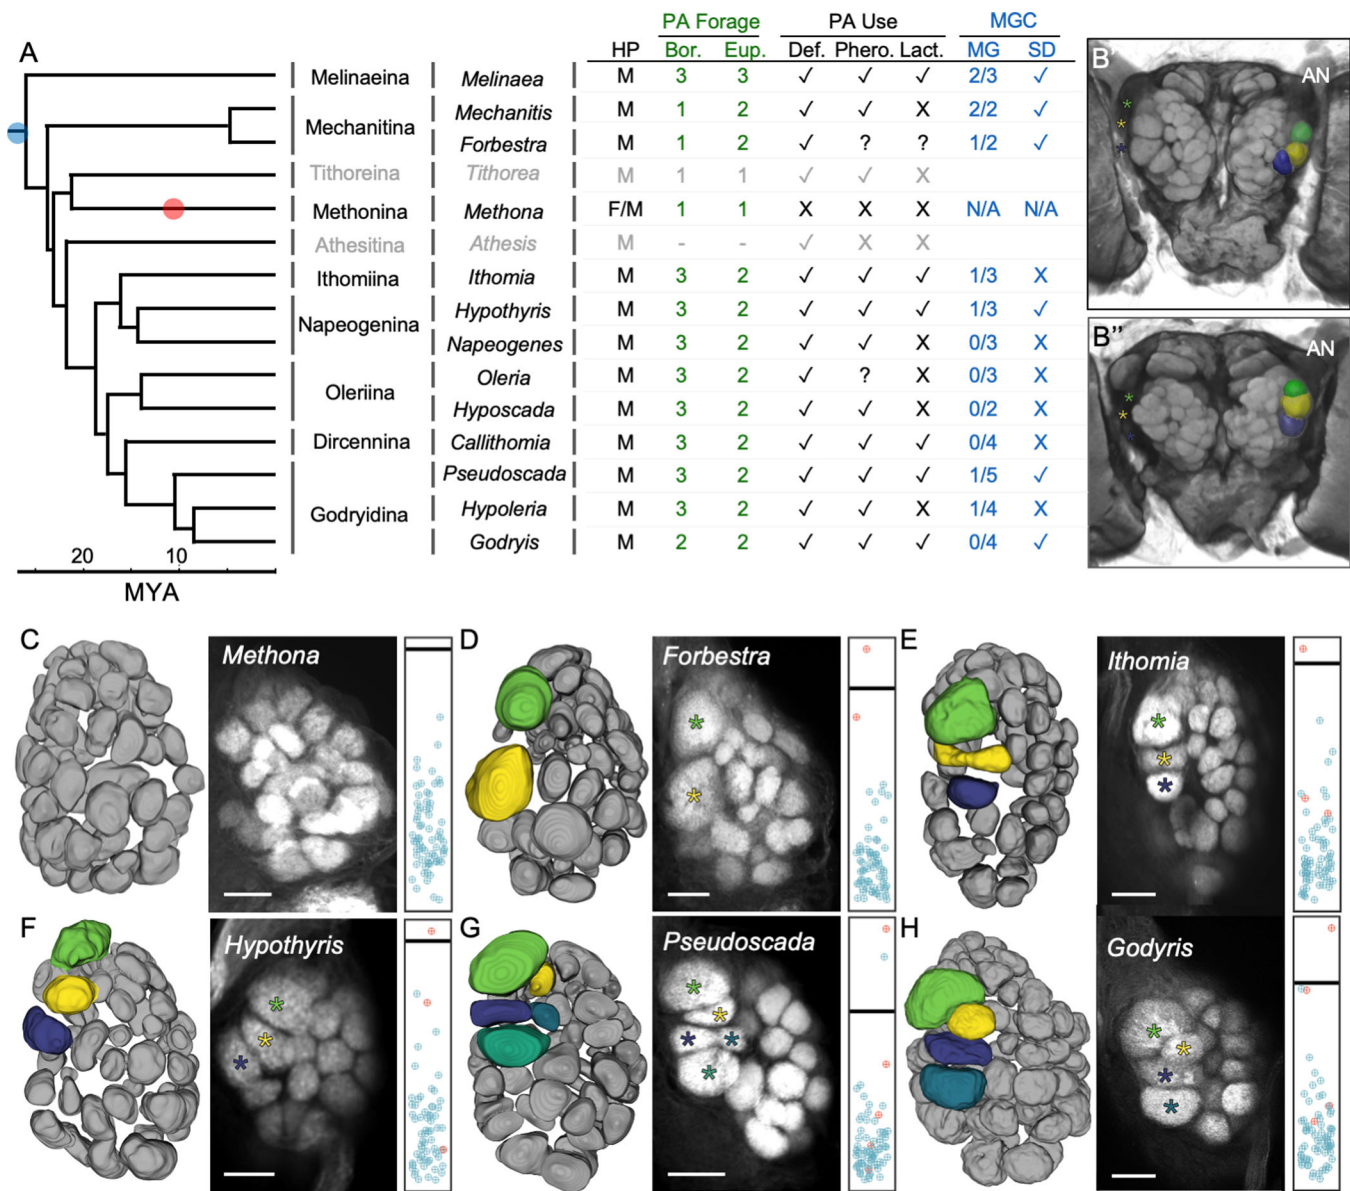 PA Forage PA Use MGC
A HP Bor. Eup. Def. Phero. Lact. MG SD
Melinaeina Melinaea M 3 3 ✓ ✓ ✓ 2/3 ✓
Mechanitina
Mechanitis M 1 2 ✓ ✓ X 2/2 ✓
Forbestra M 1 2 ✓ ? ? 1/2 ✓
Tithoreina Tithorea M 1 1 ✓ ✓ X
Methonina Methona F/M 1 1 X X X N/A N/A
Athesitina Athesis M - - ✓ X X
Ithomiina Ithomia M 3 2 ✓ ✓ ✓ 1/3 X
Napeogenina
Hypothyris M 3 2 ✓ ✓ ✓ 1/3 ✓
Napeogenes M 3 2 ✓ ✓ X 0/3 X
Oleriina
Oleria M 3 2 ✓ ? X 0/3 X
Hyposcada M 3 2 ✓ ✓ X 0/2 X
Dircennina Callithomia M 3 2 ✓ ✓ ✓ 0/4 X
Godryidina
Pseudoscada M 3 2 ✓ ✓ ✓ 1/5 ✓
Hypoleria M 3 2 ✓ ✓ X 1/4 X
Godryis M 2 2 ✓ ✓ ✓ 0/4 ✓
20 10
MYA
B' AN
B'' AN
C Methona
D Forbestra
E Ithomia
F Hypothyris
G Pseudoscada
H Godyris